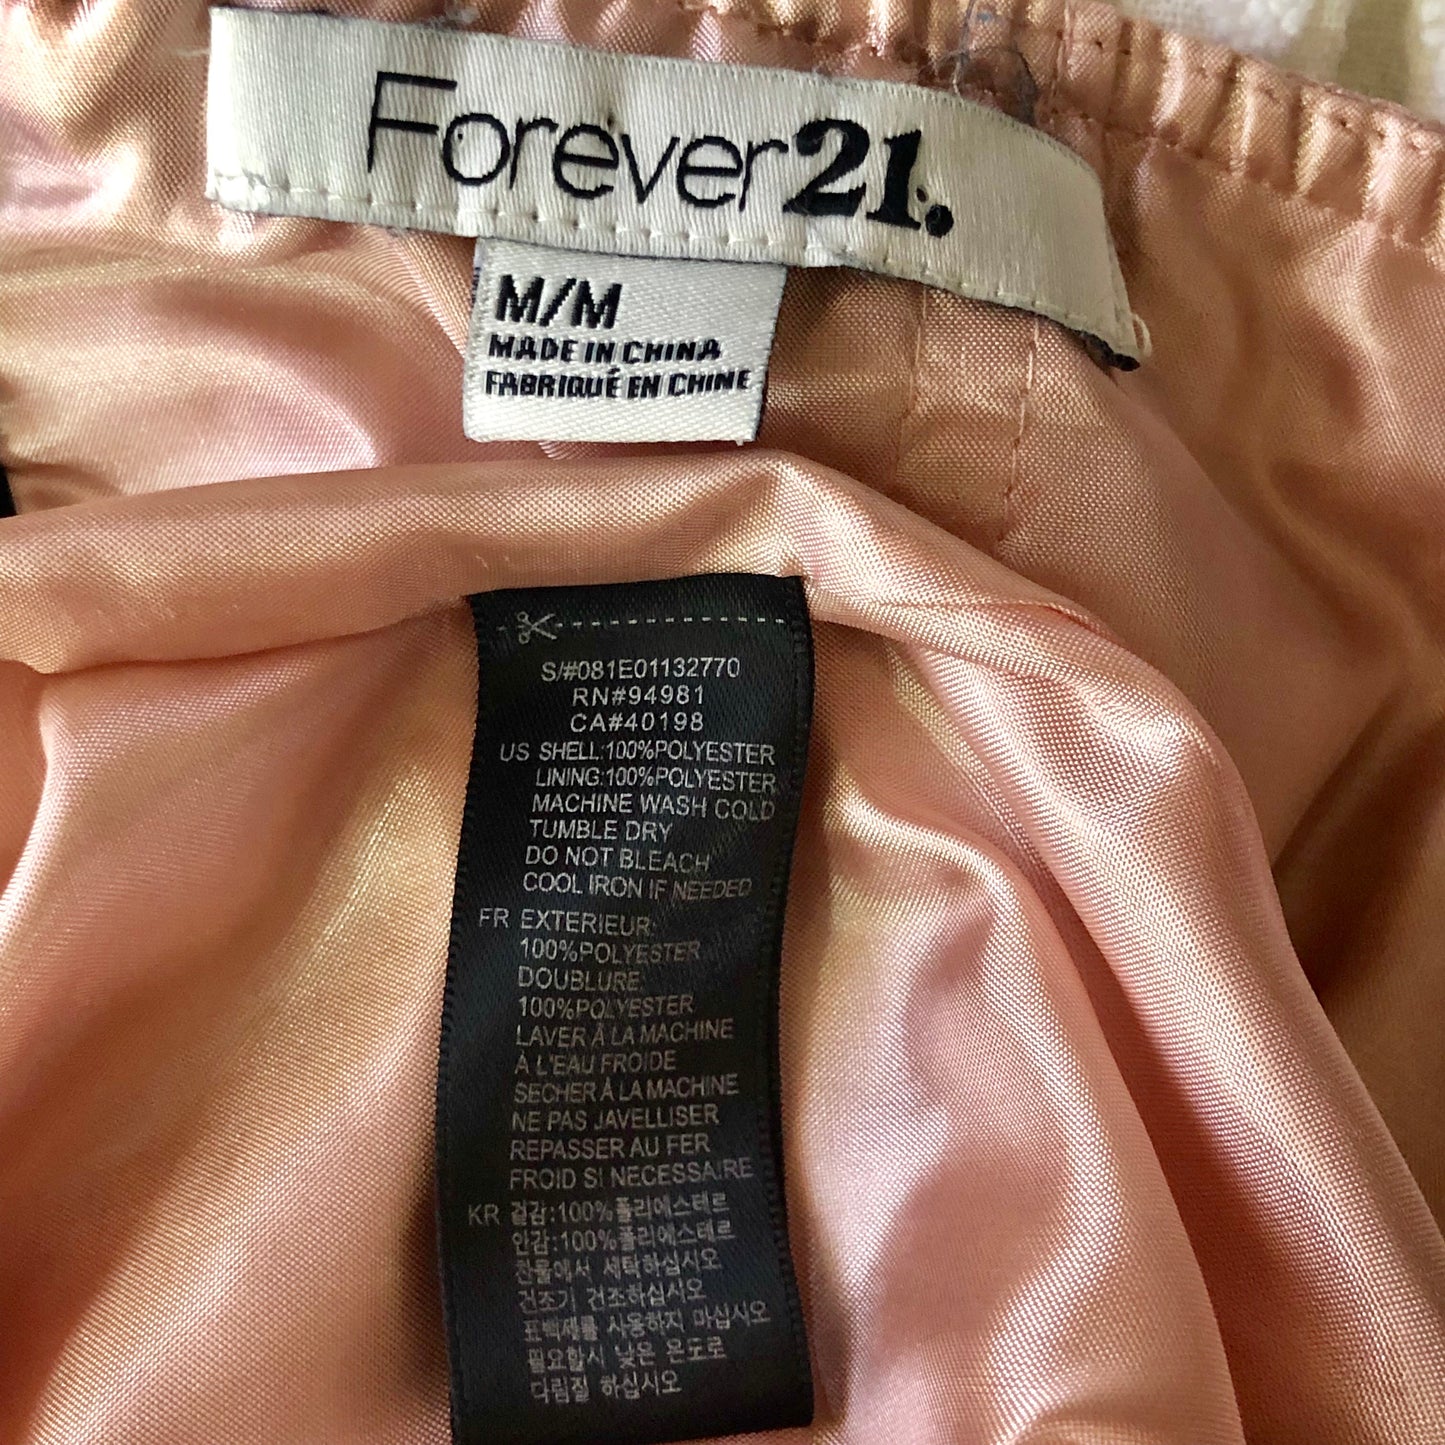 Forever21.
M/M
MADE IN CHINA
FABRIQUÉ EN CHINE
S/#081E01132770
RN#94981
CA#40198
US SHELL:100%POLYESTER
LINING:100%POLYESTER
MACHINE WASH COLD
TUMBLE DRY
DO NOT BLEACH
COOL IRON IF NEEDED
FR EXTERIEUR:
100%POLYESTER
DOUBLURE:
100%POLYESTER
LAVER À LA MACHINE
À L'EAU FROIDE
SECHER À LA MACHINE
NE PAS JAVELLISER
REPASSER AU FER
FROID SI NECESSAIRE
KR 겉감:100%폴리에스테르
안감:100%폴리에스테르
찬물에서 세탁하십시오
건조기 건조하십시오
표백제를 사용하지 마십시오
필요할시 낮은 온도로
다림질 하십시오